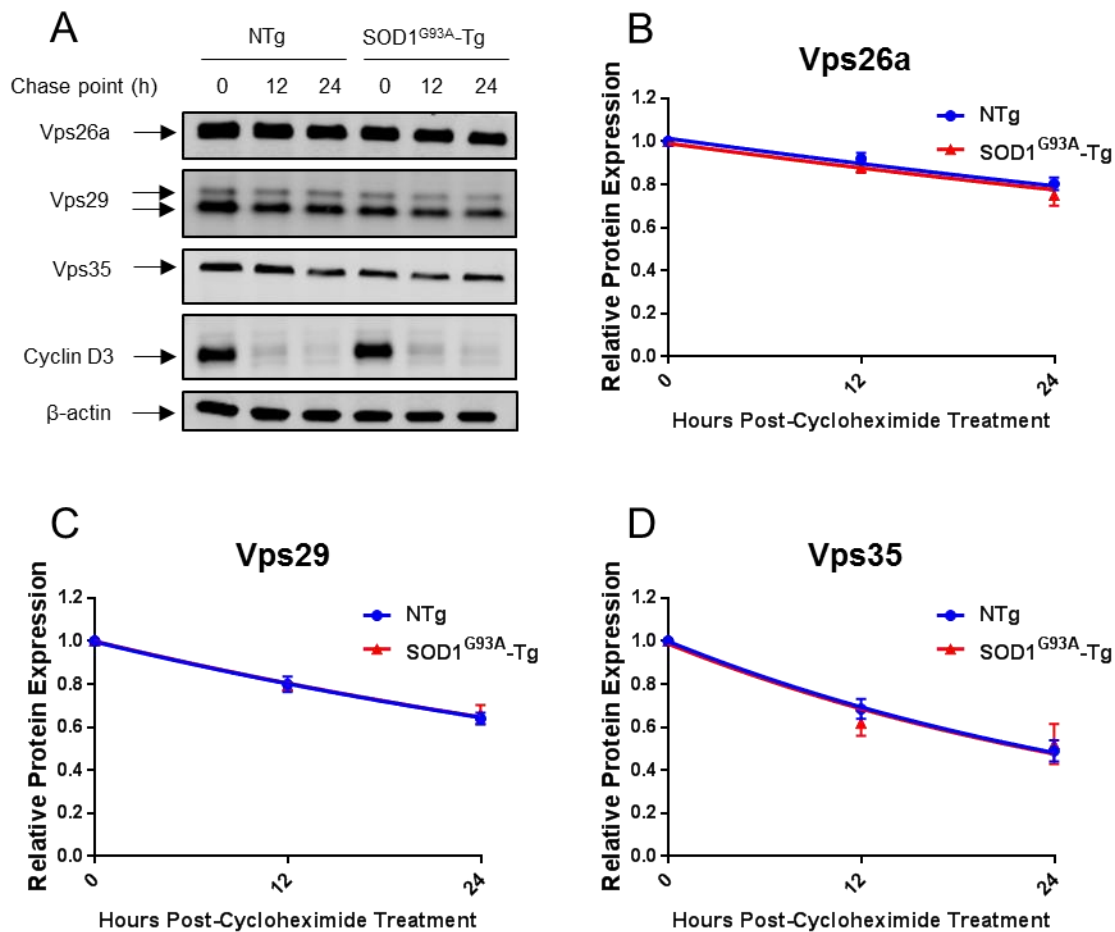 A
NTg SOD1G93A-Tg
Chase point (h) 0 12 24 0 12 24
Vps26a
Vps29
Vps35
Cyclin D3
β-actin
B
Vps26a
Relative Protein Expression
1.2
1.0
0.8
0.6
0.4
0.2
0.0
0 12 24
Hours Post-Cycloheximide Treatment
NTg
SOD1G93A-Tg
C
Vps29
Relative Protein Expression
1.2
1.0
0.8
0.6
0.4
0.2
0.0
0 12 24
Hours Post-Cycloheximide Treatment
NTg
SOD1G93A-Tg
D
Vps35
Relative Protein Expression
1.2
1.0
0.8
0.6
0.4
0.2
0.0
0 12 24
Hours Post-Cycloheximide Treatment
NTg
SOD1G93A-Tg